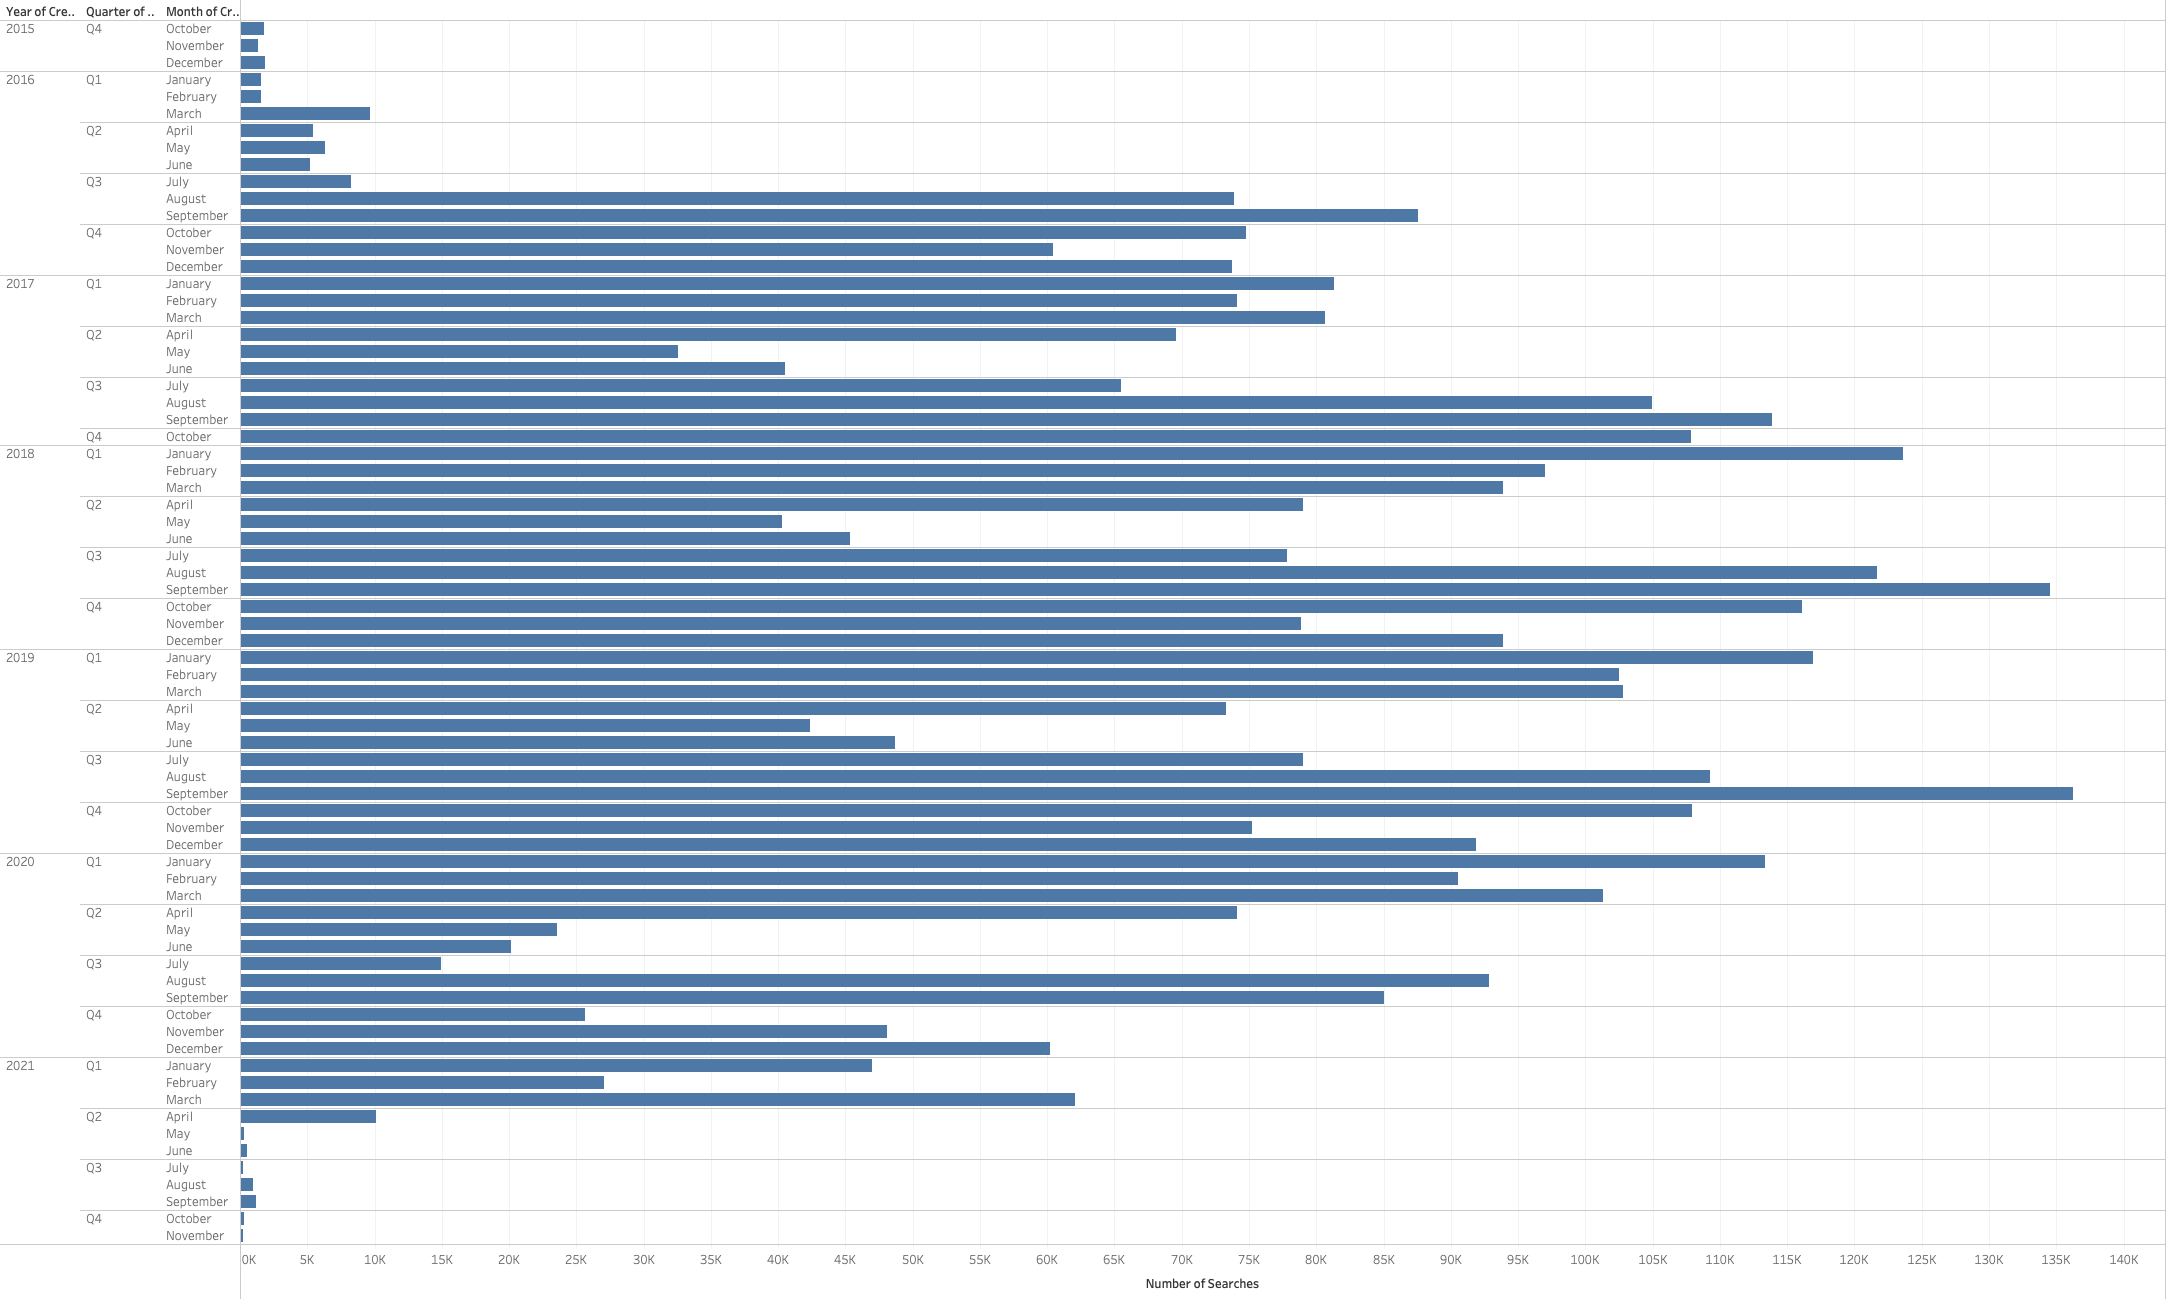 Year of Cre.. Quarter of .. Month of Cr..
2015 Q4 October
November
December
2016 Q1 January
February
March
Q2 April
May
June
Q3 July
August
September
Q4 October
November
December
2017 Q1 January
February
March
Q2 April
May
June
Q3 July
August
September
Q4 October
2018 Q1 January
February
March
Q2 April
May
June
Q3 July
August
September
Q4 October
November
December
2019 Q1 January
February
March
Q2 April
May
June
Q3 July
August
September
Q4 October
November
December
2020 Q1 January
February
March
Q2 April
May
June
Q3 July
August
September
Q4 October
November
December
2021 Q1 January
February
March
Q2 April
May
June
Q3 July
August
September
Q4 October
November
0K 5K 10K 15K 20K 25K 30K 35K 40K 45K 50K 55K 60K 65K 70K 75K 80K 85K 90K 95K 100K 105K 110K 115K 120K 125K 130K 135K 140K
Number of Searches